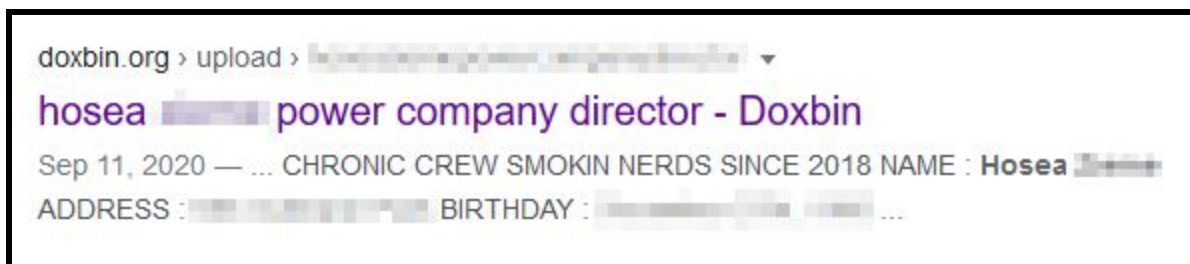 doxbin.org › upload ›
hosea power company director - Doxbin
Sep 11, 2020 — ... CHRONIC CREW SMOKIN NERDS SINCE 2018 NAME : Hosea
ADDRESS : BIRTHDAY : ...